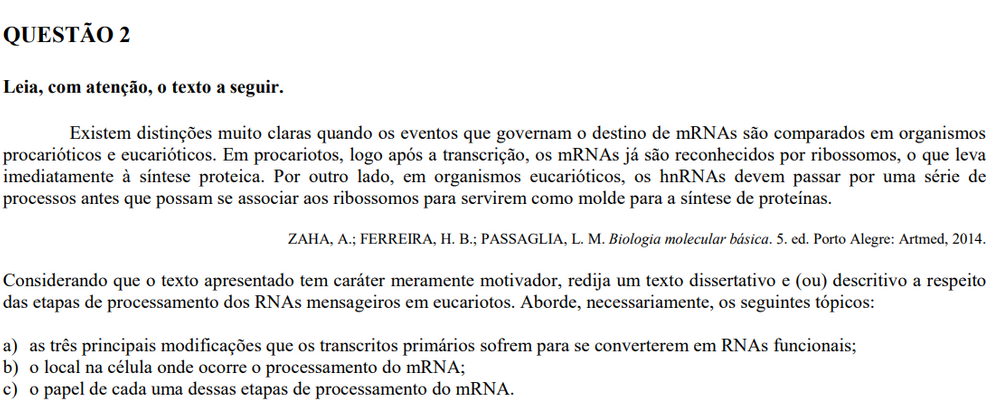 QUESTÃO 2
Leia, com atenção, o texto a seguir.
Existem distinções muito claras quando os eventos que governam o destino de mRNAs são comparados em organismos
procarióticos e eucarióticos. Em procariotos, logo após a transcrição, os mRNAs já são reconhecidos por ribossomos, o que leva
imediatamente à síntese proteica. Por outro lado, em organismos eucarióticos, os hnRNAs devem passar por uma série de
processos antes que possam se associar aos ribossomos para servirem como molde para a síntese de proteínas.
ZAHA, A.; FERREIRA, H. B.; PASSAGLIA, L. M. Biologia molecular básica. 5. ed. Porto Alegre: Artmed, 2014.
Considerando que o texto apresentado tem caráter meramente motivador, redija um texto dissertativo e (ou) descritivo a respeito
das etapas de processamento dos RNAs mensageiros em eucariotos. Aborde, necessariamente, os seguintes tópicos:
a) as três principais modificações que os transcritos primários sofrem para se converterem em RNAs funcionais;
b) o local na célula onde ocorre o processamento do mRNA;
c) o papel de cada uma dessas etapas de processamento do mRNA.